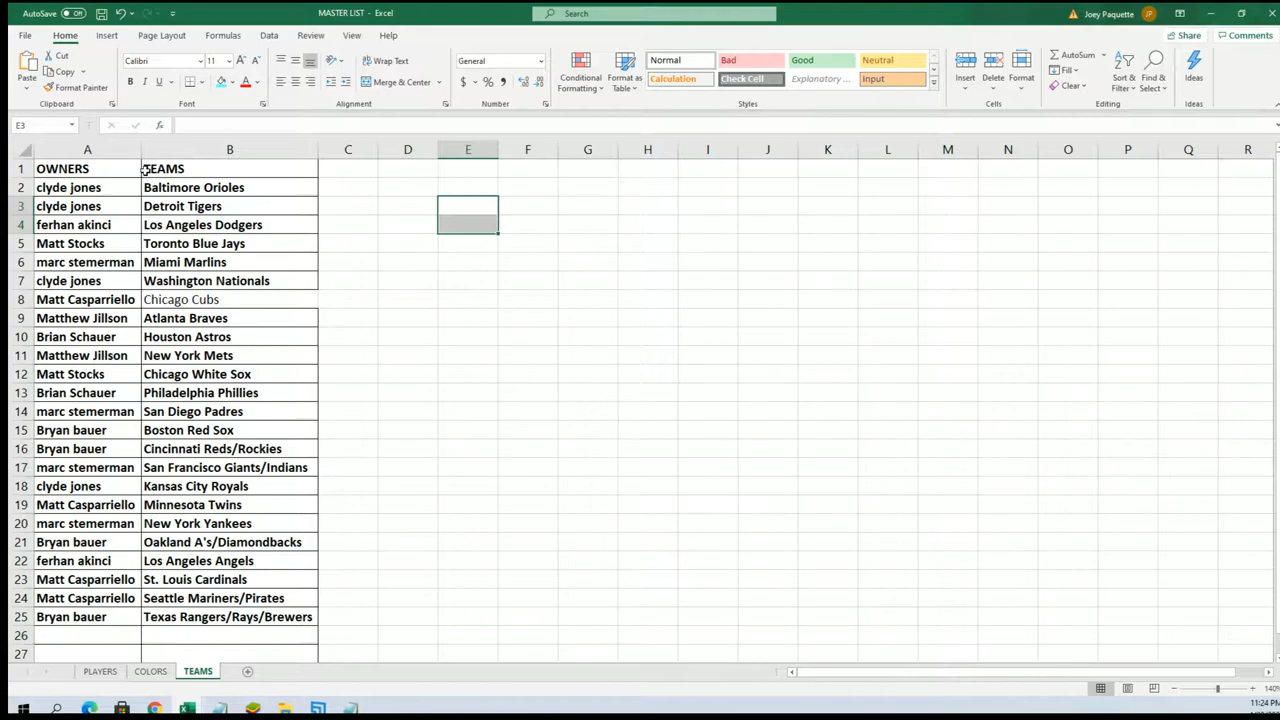 AutoSave Off MASTER LIST - Excel Search Joey Paquette JP
File Home Insert Page Layout Formulas Data Review View Help Share Comments
Paste Cut Copy Format Painter Calibri 11 Wrap Text General Conditional Formatting Format as Table Normal Bad Good Neutral Insert Delete Format AutoSum Fill Clear Sort & Filter Find & Select Ideas
B I U Merge & Center $ % Calculation Check Cell Explanatory ... Input
Clipboard Font Alignment Number Styles Cells Editing Ideas
E3 fx
A B C D E F G H I J K L M N O P Q R
1 OWNERS TEAMS
2 clyde jones Baltimore Orioles
3 clyde jones Detroit Tigers
4 ferhan akinci Los Angeles Dodgers
5 Matt Stocks Toronto Blue Jays
6 marc stemerman Miami Marlins
7 clyde jones Washington Nationals
8 Matt Casparriello Chicago Cubs
9 Matthew Jillson Atlanta Braves
10 Brian Schauer Houston Astros
11 Matthew Jillson New York Mets
12 Matt Stocks Chicago White Sox
13 Brian Schauer Philadelphia Phillies
14 marc stemerman San Diego Padres
15 Bryan bauer Boston Red Sox
16 Bryan bauer Cincinnati Reds/Rockies
17 marc stemerman San Francisco Giants/Indians
18 clyde jones Kansas City Royals
19 Matt Casparriello Minnesota Twins
20 marc stemerman New York Yankees
21 Bryan bauer Oakland A's/Diamondbacks
22 ferhan akinci Los Angeles Angels
23 Matt Casparriello St. Louis Cardinals
24 Matt Casparriello Seattle Mariners/Pirates
25 Bryan bauer Texas Rangers/Rays/Brewers
26
27
PLAYERS COLORS TEAMS
140%
11:24 PM